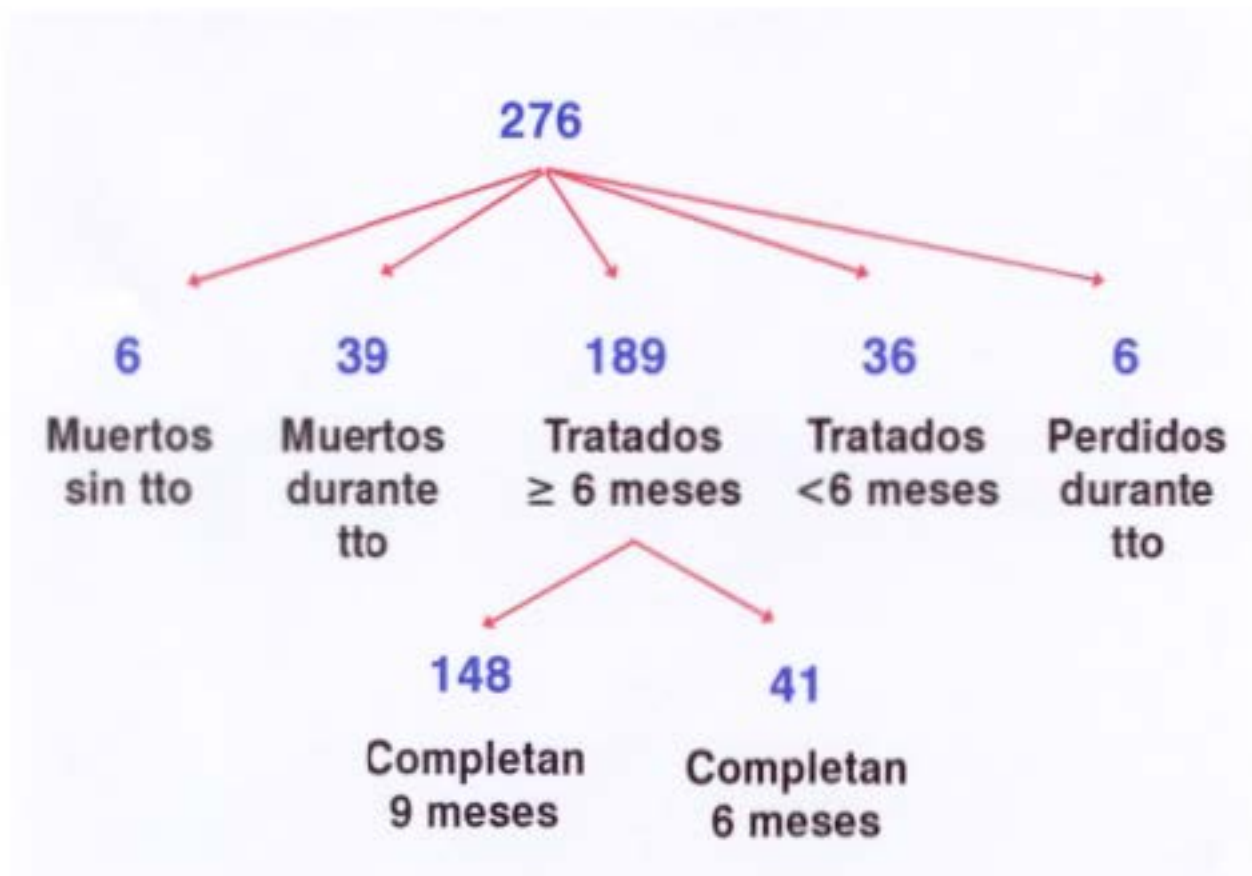 276
6
Muertos
sin tto
39
Muertos
durante
tto
189
Tratados
≥ 6 meses
36
Tratados
<6 meses
6
Perdidos
durante
tto
148
Completan
9 meses
41
Completan
6 meses